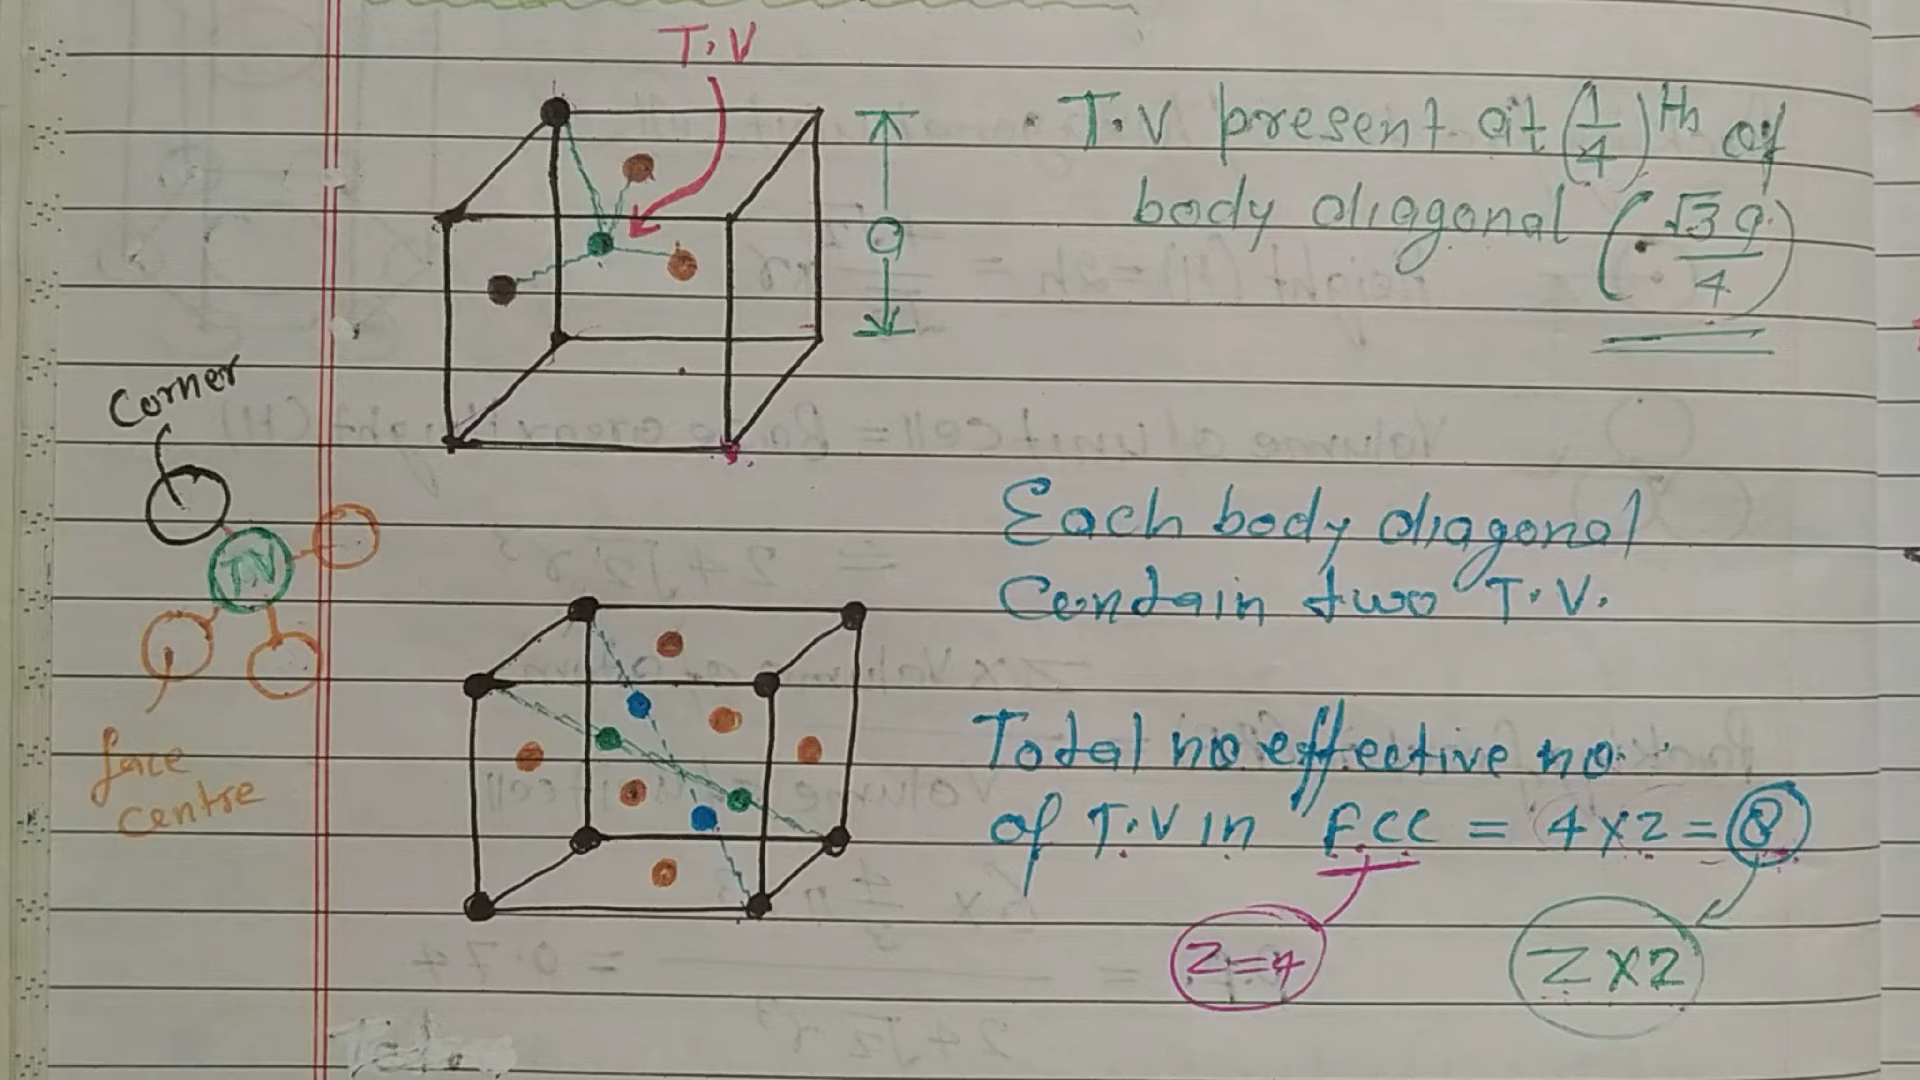 T.V
T.V present at (1/4)th of
body diagonal (√3a/4)
a
Corner
T.V
face
centre
Each body diagonal
Contain two T.V.
Total no effective no.
of T.V in FCC = 4×2 = 8
Z=4
Z×2